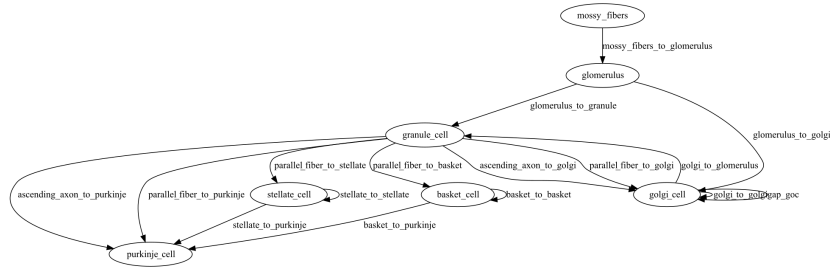 mossy_fibers
mossy_fibers_to_glomerulus
glomerulus
glomerulus_to_granule
glomerulus_to_golgi
granule_cell
parallel_fiber_to_stellate
parallel_fiber_to_basket
ascending_axon_to_golgi
parallel_fiber_to_golgi
golgi_to_glomerulus
ascending_axon_to_purkinje
parallel_fiber_to_purkinje
stellate_cell
stellate_to_stellate
basket_cell
basket_to_basket
golgi_cell
golgi_to_golgi
gap_goc
stellate_to_purkinje
basket_to_purkinje
purkinje_cell